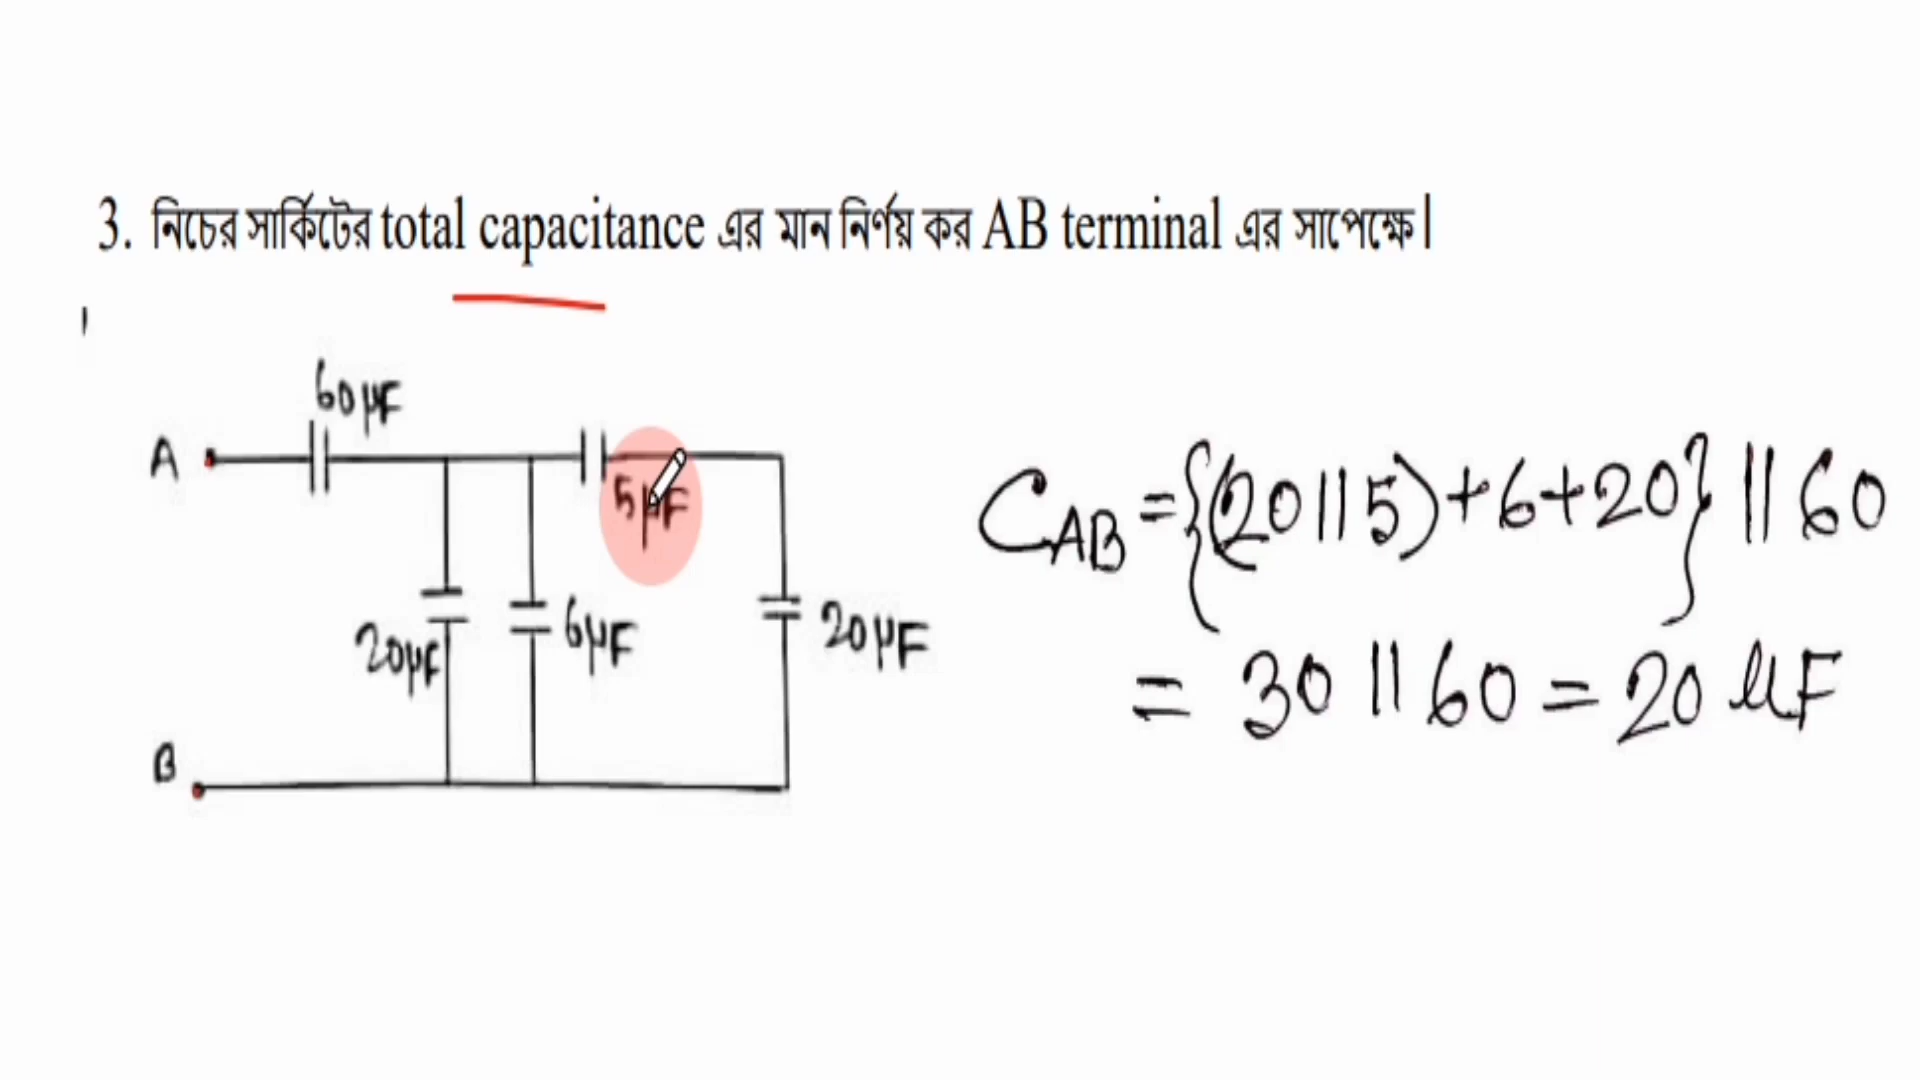 3. নিচের সার্কিটের total capacitance এর মান নির্ণয় কর AB terminal এর সাপেক্ষে।
60μF
A
5μF
20μF
6μF
20μF
B
C_AB = {(20||5)+6+20} || 60
= 30 || 60 = 20 μF